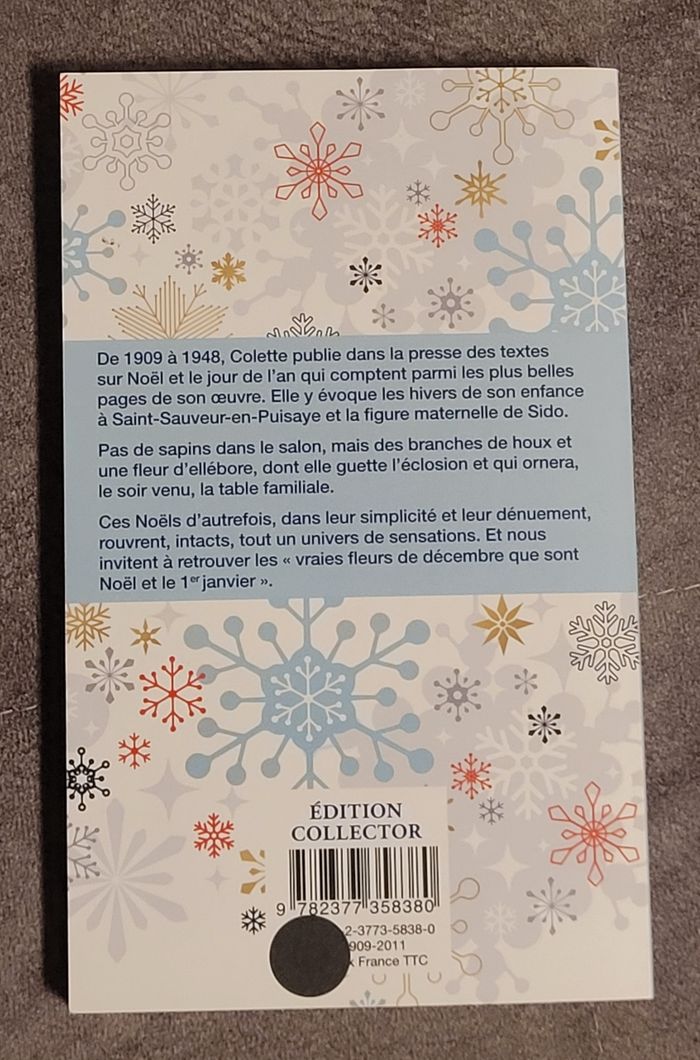 De 1909 à 1948, Colette publie dans la presse des textes
sur Noël et le jour de l'an qui comptent parmi les plus belles
pages de son œuvre. Elle y évoque les hivers de son enfance
à Saint-Sauveur-en-Puisaye et la figure maternelle de Sido.
Pas de sapins dans le salon, mais des branches de houx et
une fleur d'ellébore, dont elle guette l'éclosion et qui ornera,
le soir venu, la table familiale.
Ces Noëls d'autrefois, dans leur simplicité et leur dénuement,
rouvrent, intacts, tout un univers de sensations. Et nous
invitent à retrouver les « vraies fleurs de décembre que sont
Noël et le 1er janvier ».
ÉDITION
COLLECTOR
9 782377 358380
2-3773-5838-0
909-2011
x France TTC